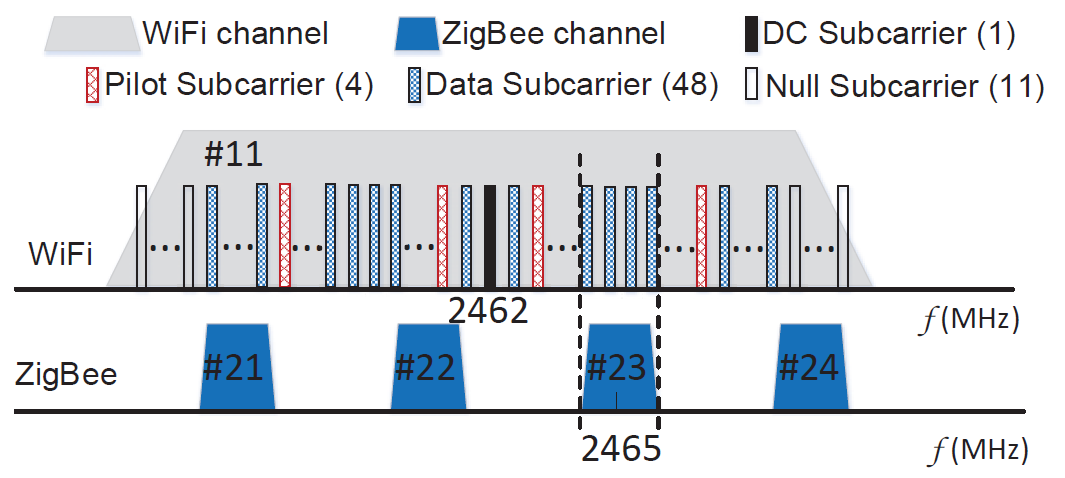 WiFi channel ZigBee channel DC Subcarrier (1)
Pilot Subcarrier (4) Data Subcarrier (48) Null Subcarrier (11)
#11
... ... ... ... ... ... ... ...
WiFi
2462 f(MHz)
#21 #22 #23 #24
ZigBee
2465 f(MHz)